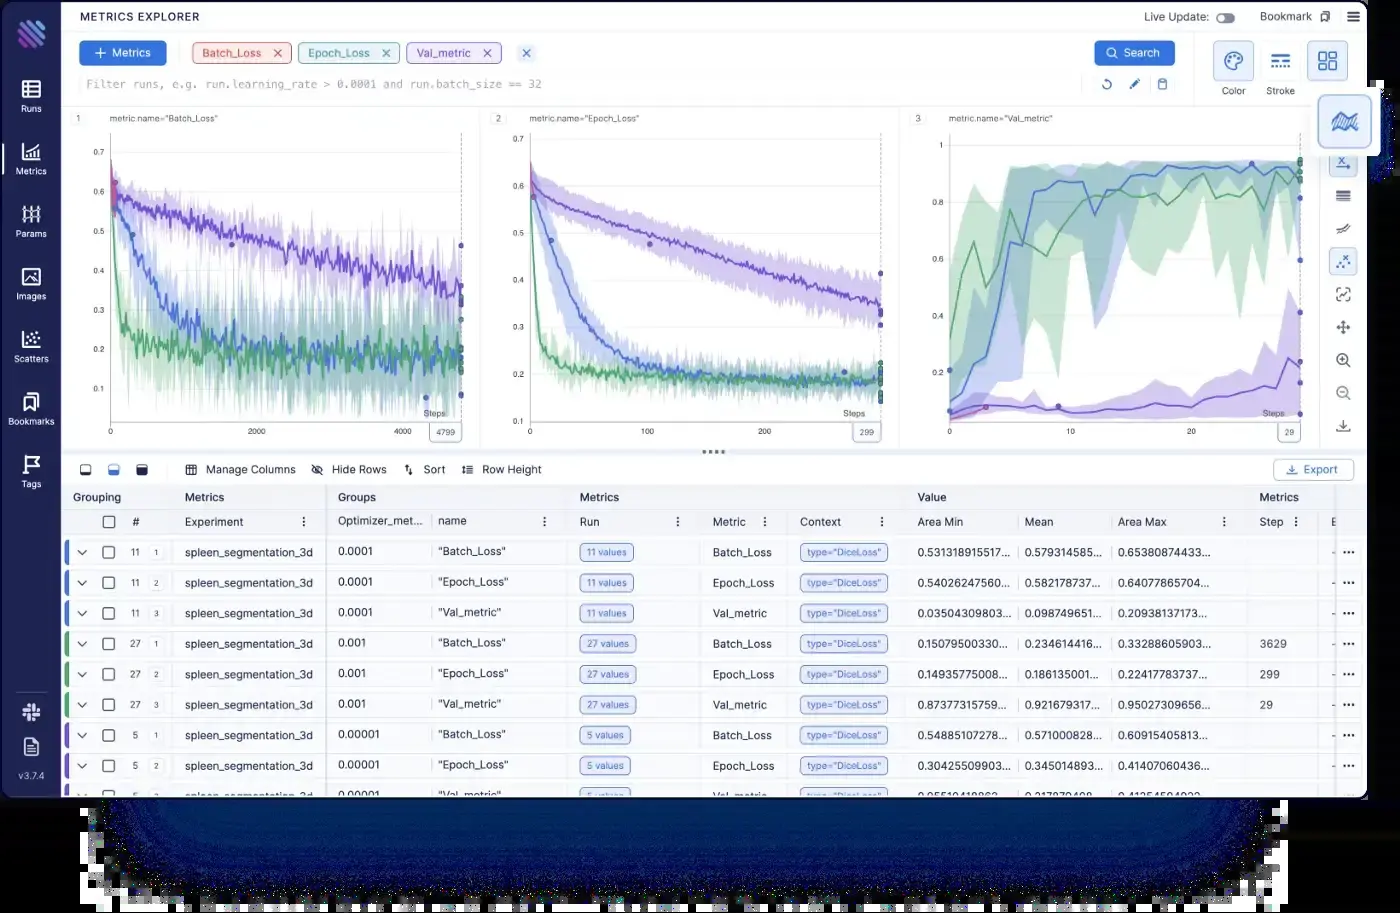 METRICS EXPLORER
Live Update:
Bookmark
+ Metrics
Batch_Loss ×
Epoch_Loss ×
Val_metric ×
×
Search
Filter runs, e.g. run.learning_rate > 0.0001 and run.batch_size == 32
Color
Stroke
Runs
Metrics
Params
Images
Scatters
Bookmarks
Tags
v3.7.4
1 metric.name="Batch_Loss"
0.7
0.6
0.5
0.4
0.3
0.2
0.1
Steps
0 2000 4000 4799
2 metric.name="Epoch_Loss"
0.7
0.6
0.5
0.4
0.3
0.2
0.1
Steps
0 100 200 299
3 metric.name="Val_metric"
1
0.8
0.6
0.4
0.2
Steps
0 10 20 29
Manage Columns Hide Rows Sort Row Height Export
Grouping Metrics Groups Metrics Value Metrics
# Experiment Optimizer_met... name Run Metric Context Area Min Mean Area Max Step
11 1 spleen_segmentation_3d 0.0001 "Batch_Loss" 11 values Batch_Loss type="DiceLoss" 0.531318915517... 0.579314585... 0.65380874433... - ...
11 2 spleen_segmentation_3d 0.0001 "Epoch_Loss" 11 values Epoch_Loss type="DiceLoss" 0.54026247560... 0.582178737... 0.64077865704... - ...
11 3 spleen_segmentation_3d 0.0001 "Val_metric" 11 values Val_metric type="DiceLoss" 0.03504309803... 0.098749651... 0.20938137173... - ...
27 1 spleen_segmentation_3d 0.001 "Batch_Loss" 27 values Batch_Loss type="DiceLoss" 0.15079500330... 0.234614416... 0.33288605903... 3629 - ...
27 2 spleen_segmentation_3d 0.001 "Epoch_Loss" 27 values Epoch_Loss type="DiceLoss" 0.14935775008... 0.186135001... 0.22417783737... 299 - ...
27 3 spleen_segmentation_3d 0.001 "Val_metric" 27 values Val_metric type="DiceLoss" 0.87377315759... 0.921679317... 0.95027309656... 29 - ...
5 1 spleen_segmentation_3d 0.00001 "Batch_Loss" 5 values Batch_Loss type="DiceLoss" 0.54885107278... 0.571000828... 0.60915405813... - ...
5 2 spleen_segmentation_3d 0.00001 "Epoch_Loss" 5 values Epoch_Loss type="DiceLoss" 0.30425509903... 0.345014893... 0.41407060436... - ...
spleen_segmentation_3d 0.00001 "Val_metric" 5 values Val_metric type="DiceLoss"